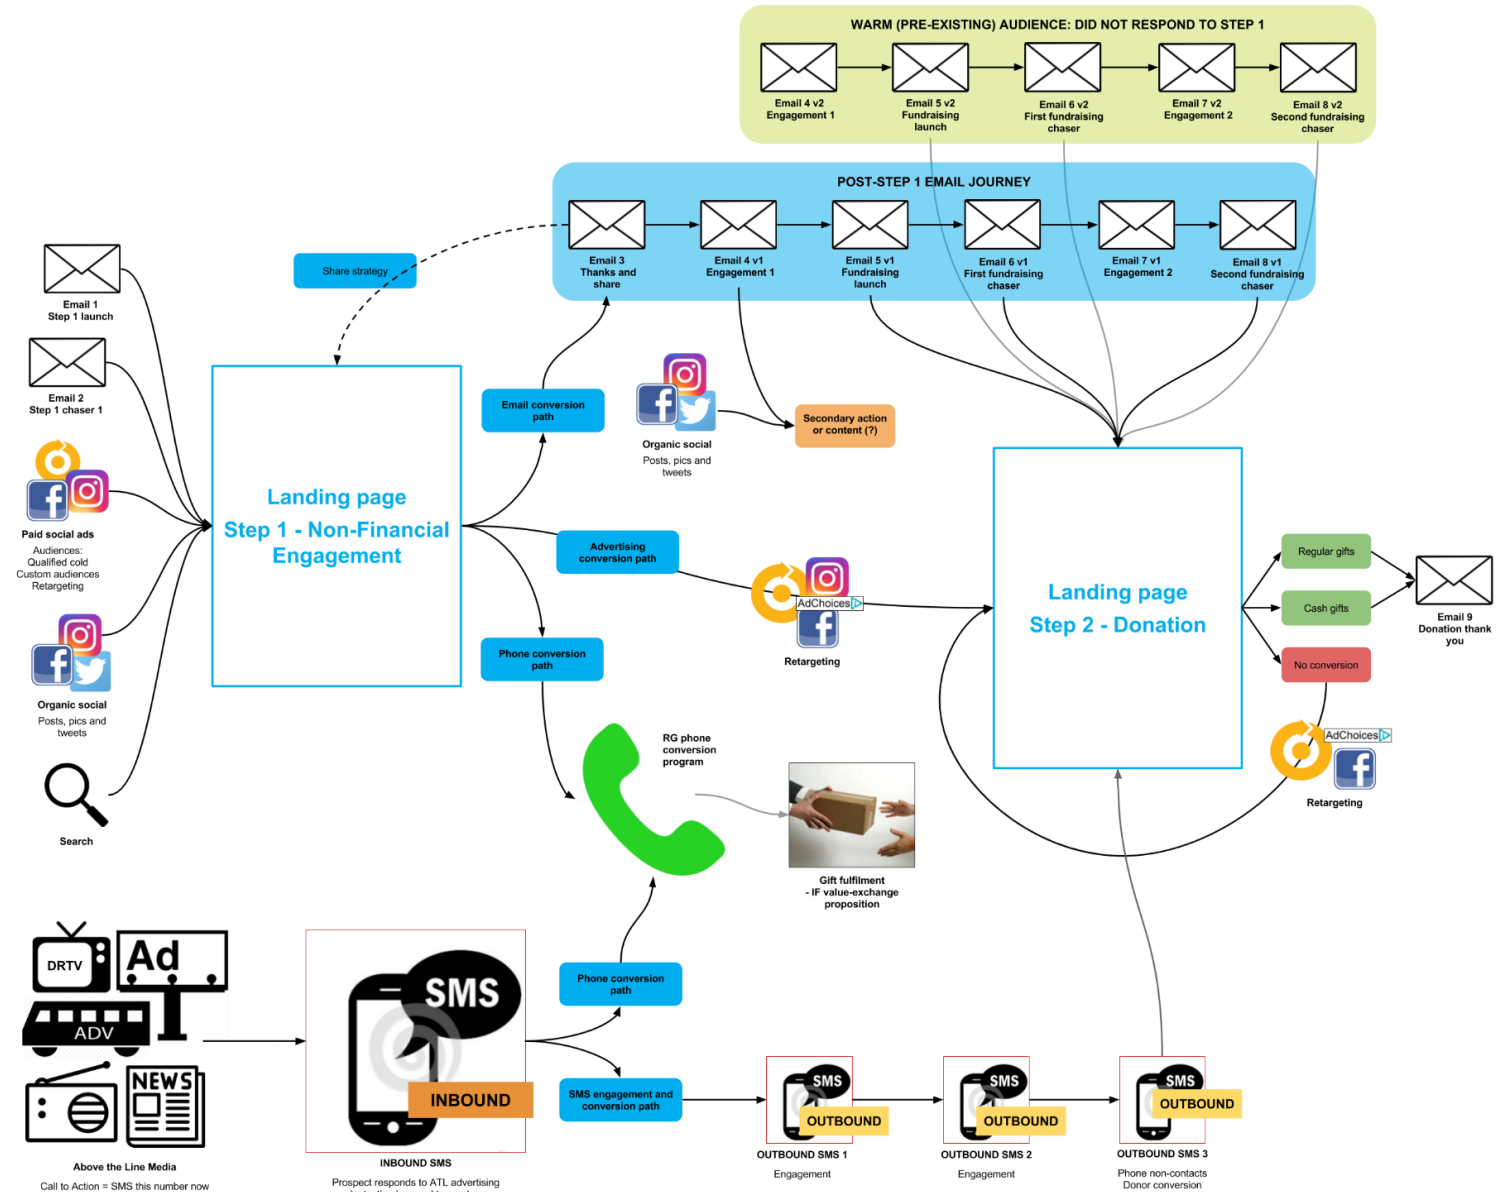 WARM (PRE-EXISTING) AUDIENCE: DID NOT RESPOND TO STEP 1
Email 4 v2
Engagement 1
Email 5 v2
Fundraising
launch
Email 6 v2
First fundraising
chaser
Email 7 v2
Engagement 2
Email 8 v2
Second fundraising
chaser
POST-STEP 1 EMAIL JOURNEY
Email 3
Thanks and
share
Email 4 v1
Engagement 1
Email 5 v1
Fundraising
launch
Email 6 v1
First fundraising
chaser
Email 7 v1
Engagement 2
Email 8 v1
Second fundraising
chaser
Share strategy
Email 1
Step 1 launch
Email 2
Step 1 chaser 1
Paid social ads
Audiences:
Qualified cold
Custom audiences
Retargeting
Organic social
Posts, pics and
tweets
Search
Landing page
Step 1 - Non-Financial
Engagement
Email conversion
path
Organic social
Posts, pics and
tweets
Secondary action
or content (?)
Advertising
conversion path
AdChoices
Retargeting
Phone conversion
path
RG phone
conversion
program
Gift fulfilment
- IF value-exchange
proposition
Landing page
Step 2 - Donation
Regular gifts
Cash gifts
No conversion
Email 9
Donation thank
you
AdChoices
Retargeting
DRTV
Ad
ADV
NEWS
Above the Line Media
Call to Action = SMS this number now
SMS
INBOUND
INBOUND SMS
Prospect responds to ATL advertising
Phone conversion
path
SMS engagement and
conversion path
SMS
OUTBOUND
OUTBOUND SMS 1
Engagement
SMS
OUTBOUND
OUTBOUND SMS 2
Engagement
SMS
OUTBOUND
OUTBOUND SMS 3
Phone non-contacts
Donor conversion